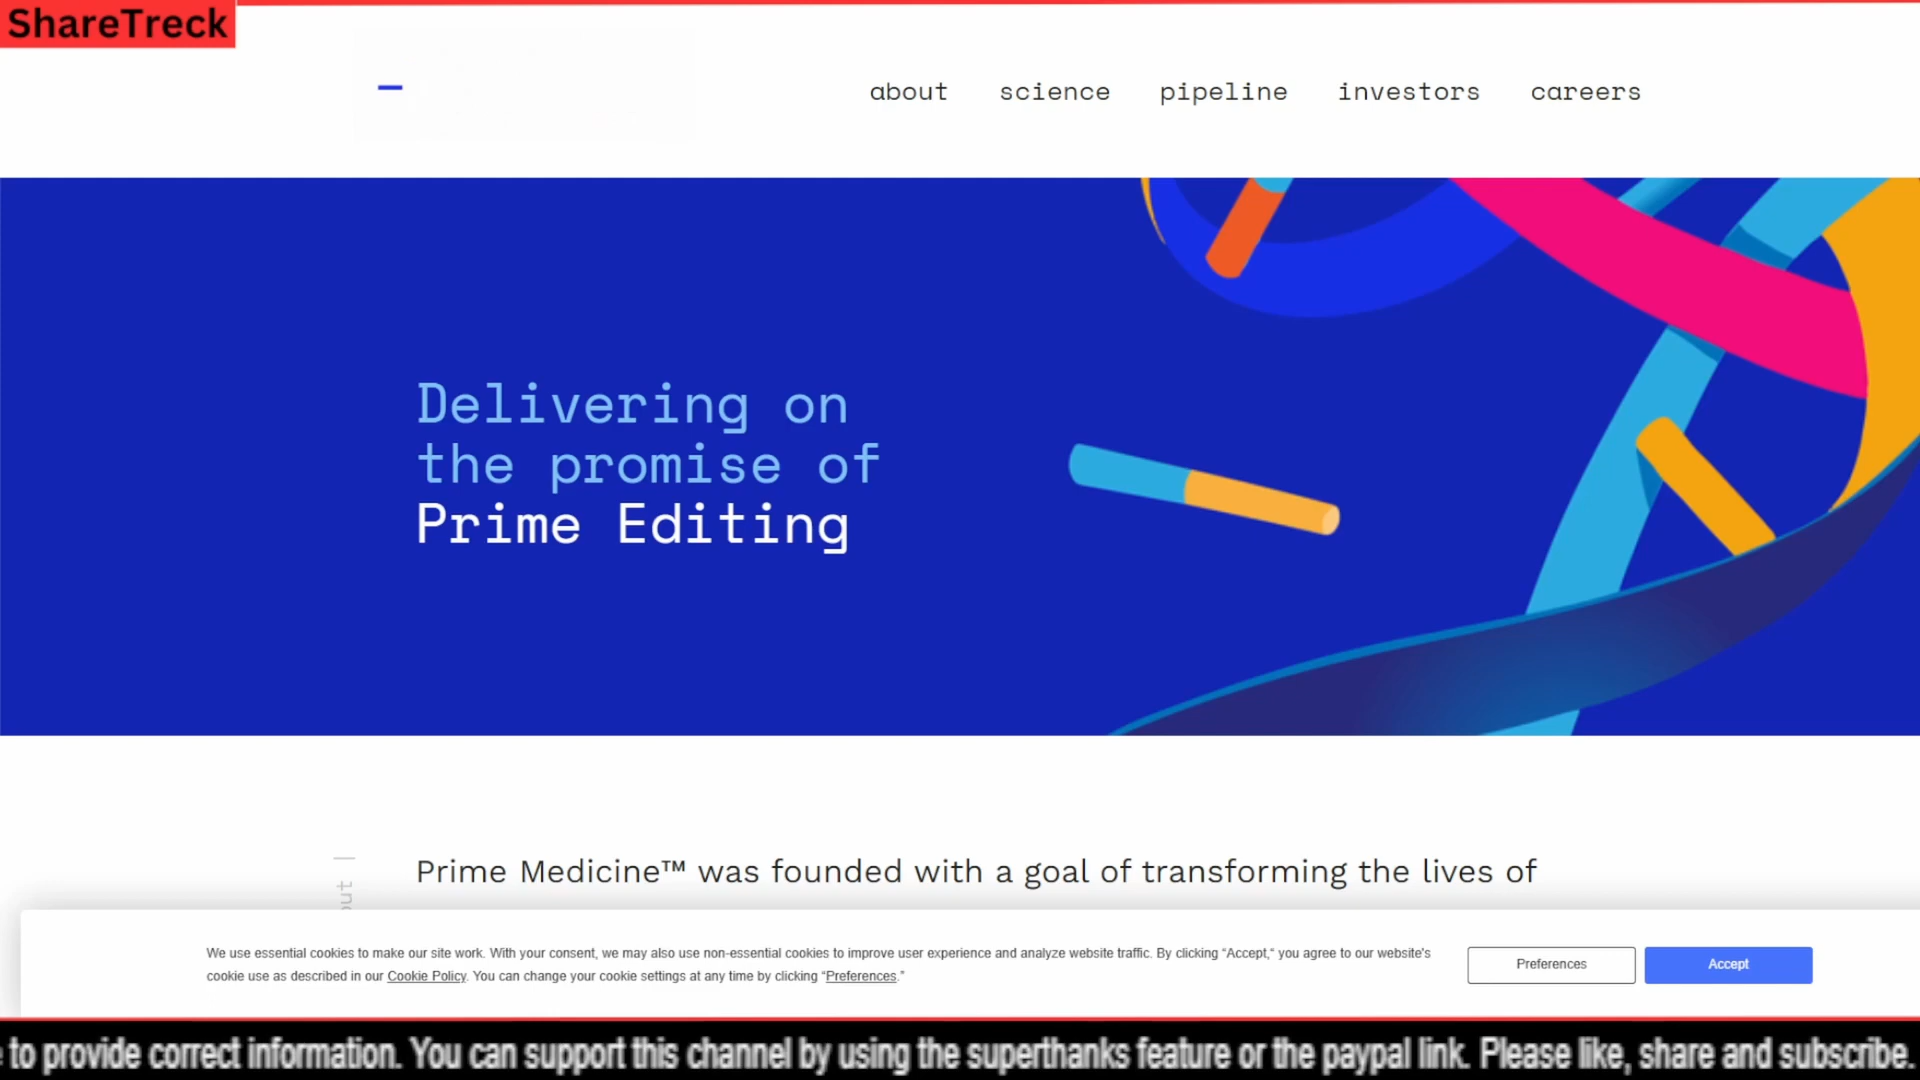 ShareTreck
about science pipeline investors careers
Delivering on
the promise of
Prime Editing
Prime Medicine™ was founded with a goal of transforming the lives of
We use essential cookies to make our site work. With your consent, we may also use non-essential cookies to improve user experience and analyze website traffic. By clicking “Accept,“ you agree to our website's
cookie use as described in our Cookie Policy. You can change your cookie settings at any time by clicking “Preferences.”
Preferences
Accept
to provide correct information. You can support this channel by using the superthanks feature or the paypal link. Please like, share and subscribe.